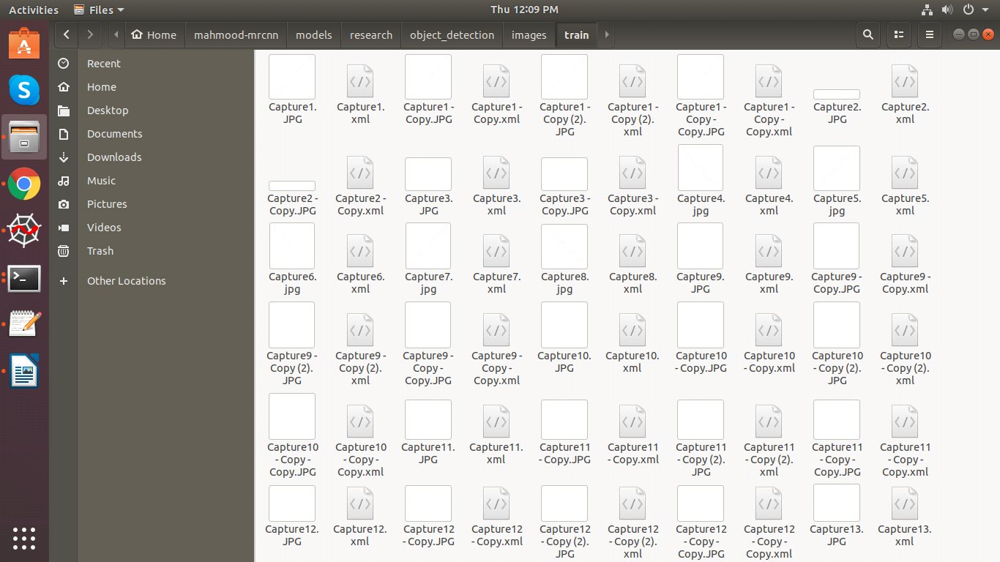 Activities Files Thu 12:09 PM
Home mahmood-mrcnn models research object_detection images train
Recent
Home
Desktop
Documents
Downloads
Music
Pictures
Videos
Trash
Other Locations
Capture1.
JPG
Capture1.
xml
Capture1 -
Copy.JPG
Capture1 -
Copy.xml
Capture1 -
Copy (2).
JPG
Capture1 -
Copy (2).
xml
Capture1 -
Copy -
Copy.JPG
Capture1 -
Copy -
Copy.xml
Capture2.
JPG
Capture2.
xml
Capture2 -
Copy.JPG
Capture2 -
Copy.xml
Capture3.
JPG
Capture3.
xml
Capture3 -
Copy.JPG
Capture3 -
Copy.xml
Capture4.
jpg
Capture4.
xml
Capture5.
jpg
Capture5.
xml
Capture6.
jpg
Capture6.
xml
Capture7.
jpg
Capture7.
xml
Capture8.
jpg
Capture8.
xml
Capture9.
JPG
Capture9.
xml
Capture9 -
Copy.JPG
Capture9 -
Copy.xml
Capture9 -
Copy (2).
JPG
Capture9 -
Copy (2).
xml
Capture9 -
Copy -
Copy.JPG
Capture9 -
Copy -
Copy.xml
Capture10.
JPG
Capture10.
xml
Capture10
- Copy.JPG
Capture10
- Copy.xml
Capture10
- Copy (2).
JPG
Capture10
- Copy (2).
xml
Capture10
- Copy -
Copy.JPG
Capture10
- Copy -
Copy.xml
Capture11.
JPG
Capture11.
xml
Capture11
- Copy.JPG
Capture11
- Copy.xml
Capture11
- Copy (2).
JPG
Capture11
- Copy (2).
xml
Capture11
- Copy -
Copy.JPG
Capture11
- Copy -
Copy.xml
Capture12.
JPG
Capture12.
xml
Capture12
- Copy.JPG
Capture12
- Copy.xml
Capture12
- Copy (2).
JPG
Capture12
- Copy (2).
xml
Capture12
- Copy -
Copy.JPG
Capture12
- Copy -
Copy.xml
Capture13.
JPG
Capture13.
xml